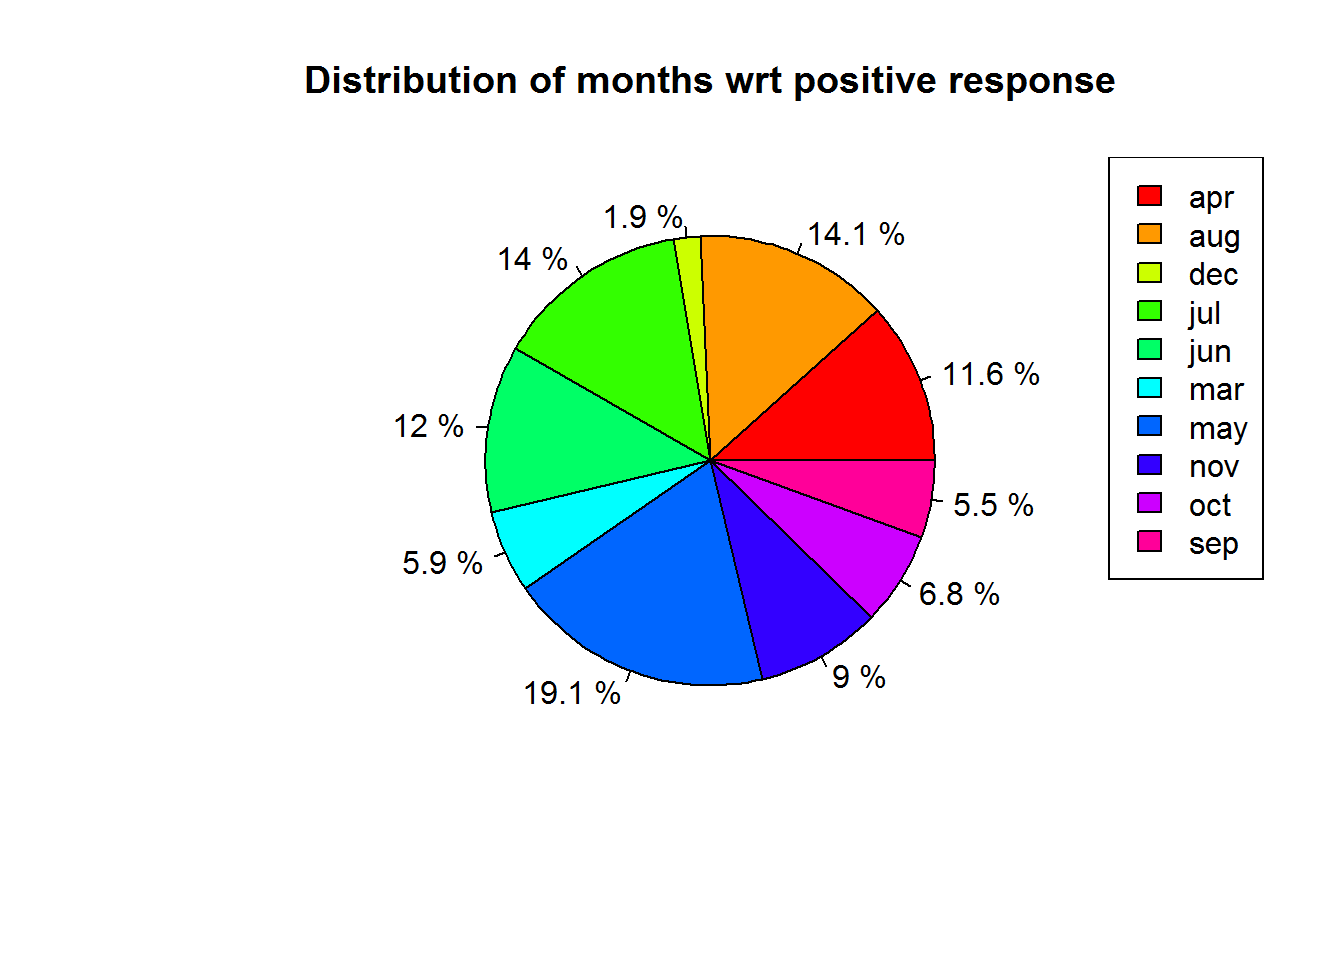 Distribution of months wrt positive response
1.9 %
14.1 %
14 %
11.6 %
12 %
5.5 %
5.9 %
6.8 %
9 %
19.1 %
apr
aug
dec
jul
jun
mar
may
nov
oct
sep